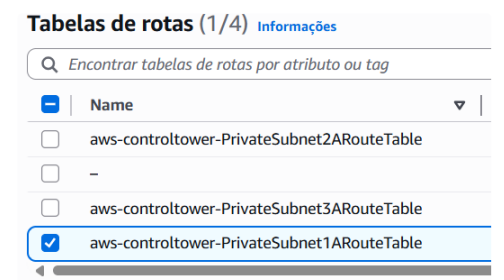 Tabelas de rotas (1/4) Informações
Encontrar tabelas de rotas por atributo ou tag
Name
aws-controltower-PrivateSubnet2ARouteTable
–
aws-controltower-PrivateSubnet3ARouteTable
aws-controltower-PrivateSubnet1ARouteTable